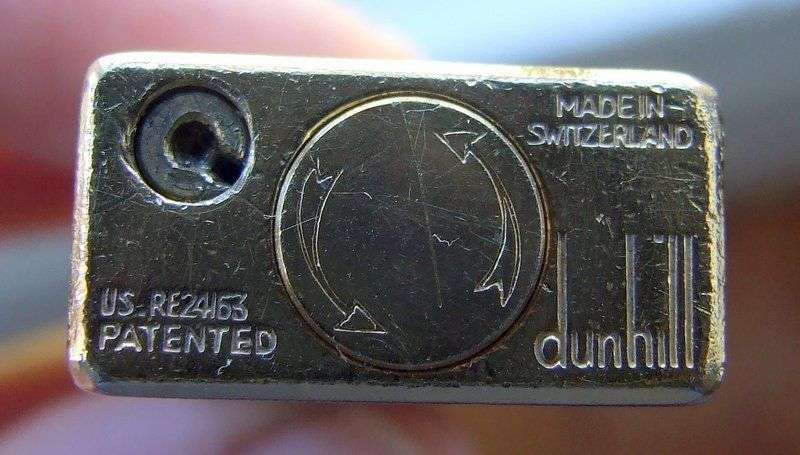 MADE IN
SWITZERLAND
US. RE24163
PATENTED
dunhill